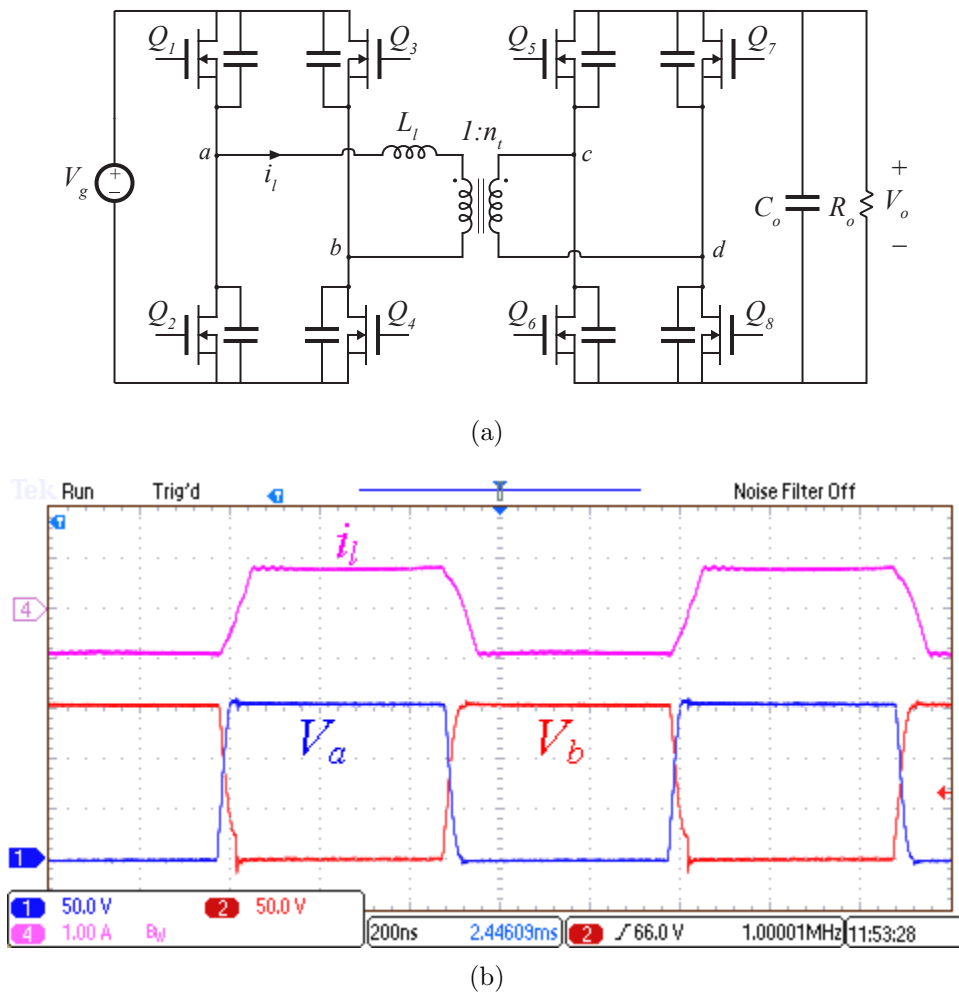 Q1 Q3 Q5 Q7
Ll 1:nt
a c
il
Vg + − Co Ro + Vo −
b d
Q2 Q4 Q6 Q8
(a)
Tek Run Trig'd Noise Filter Off
T
il
4
Va Vb
1
1 50.0 V 2 50.0 V
4 1.00 A BW
200ns 2.44609ms 2 66.0 V 1.00001MHz 11:53:28
(b)